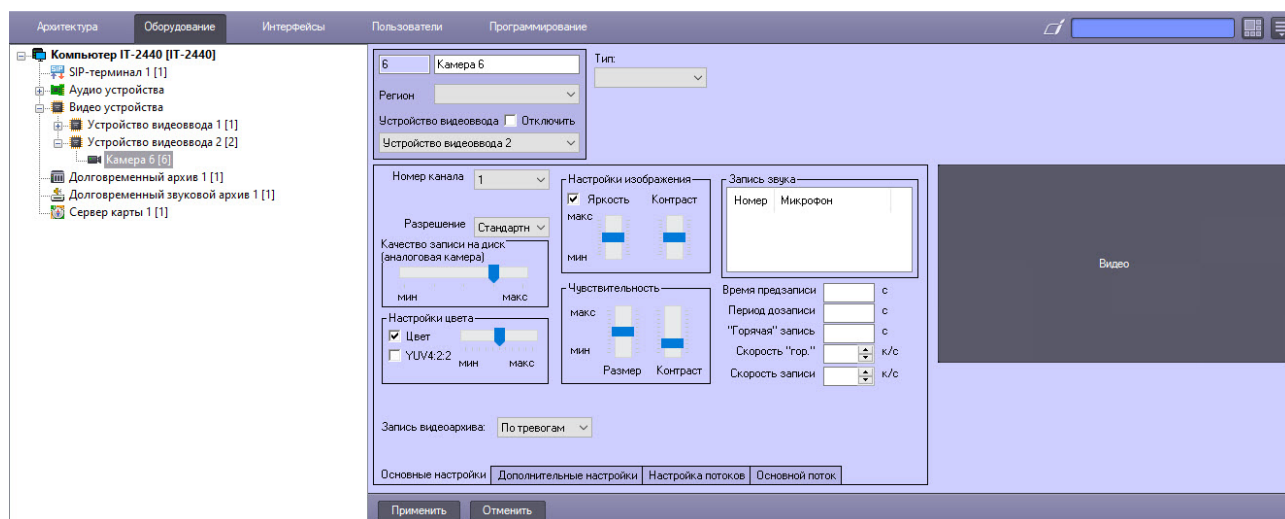 Архитектура Оборудование Интерфейсы Пользователи Программирование
Компьютер IT-2440 [IT-2440]
SIP-терминал 1 [1]
Аудио устройства
Видео устройства
Устройство видеоввода 1 [1]
Устройство видеоввода 2 [2]
Камера 6 [6]
Долговременный архив 1 [1]
Долговременный звуковой архив 1 [1]
Сервер карты 1 [1]
6 Камера 6
Тип:
Регион
Устройство видеоввода Отключить
Устройство видеоввода 2
Номер канала 1
Разрешение Стандартн
Качество записи на диск
(аналоговая камера)
мин макс
Настройки цвета
Цвет
YUV4:2:2
мин макс
Настройки изображения
Яркость Контраст
макс
мин
Чувствительность
макс
мин
Размер Контраст
Запись звука
Номер Микрофон
Время предзаписи с
Период дозаписи с
"Горячая" запись с
Скорость "гор." к/с
Скорость записи к/с
Видео
Запись видеоархива: По тревогам
Основные настройки Дополнительные настройки Настройка потоков Основной поток
Применить Отменить